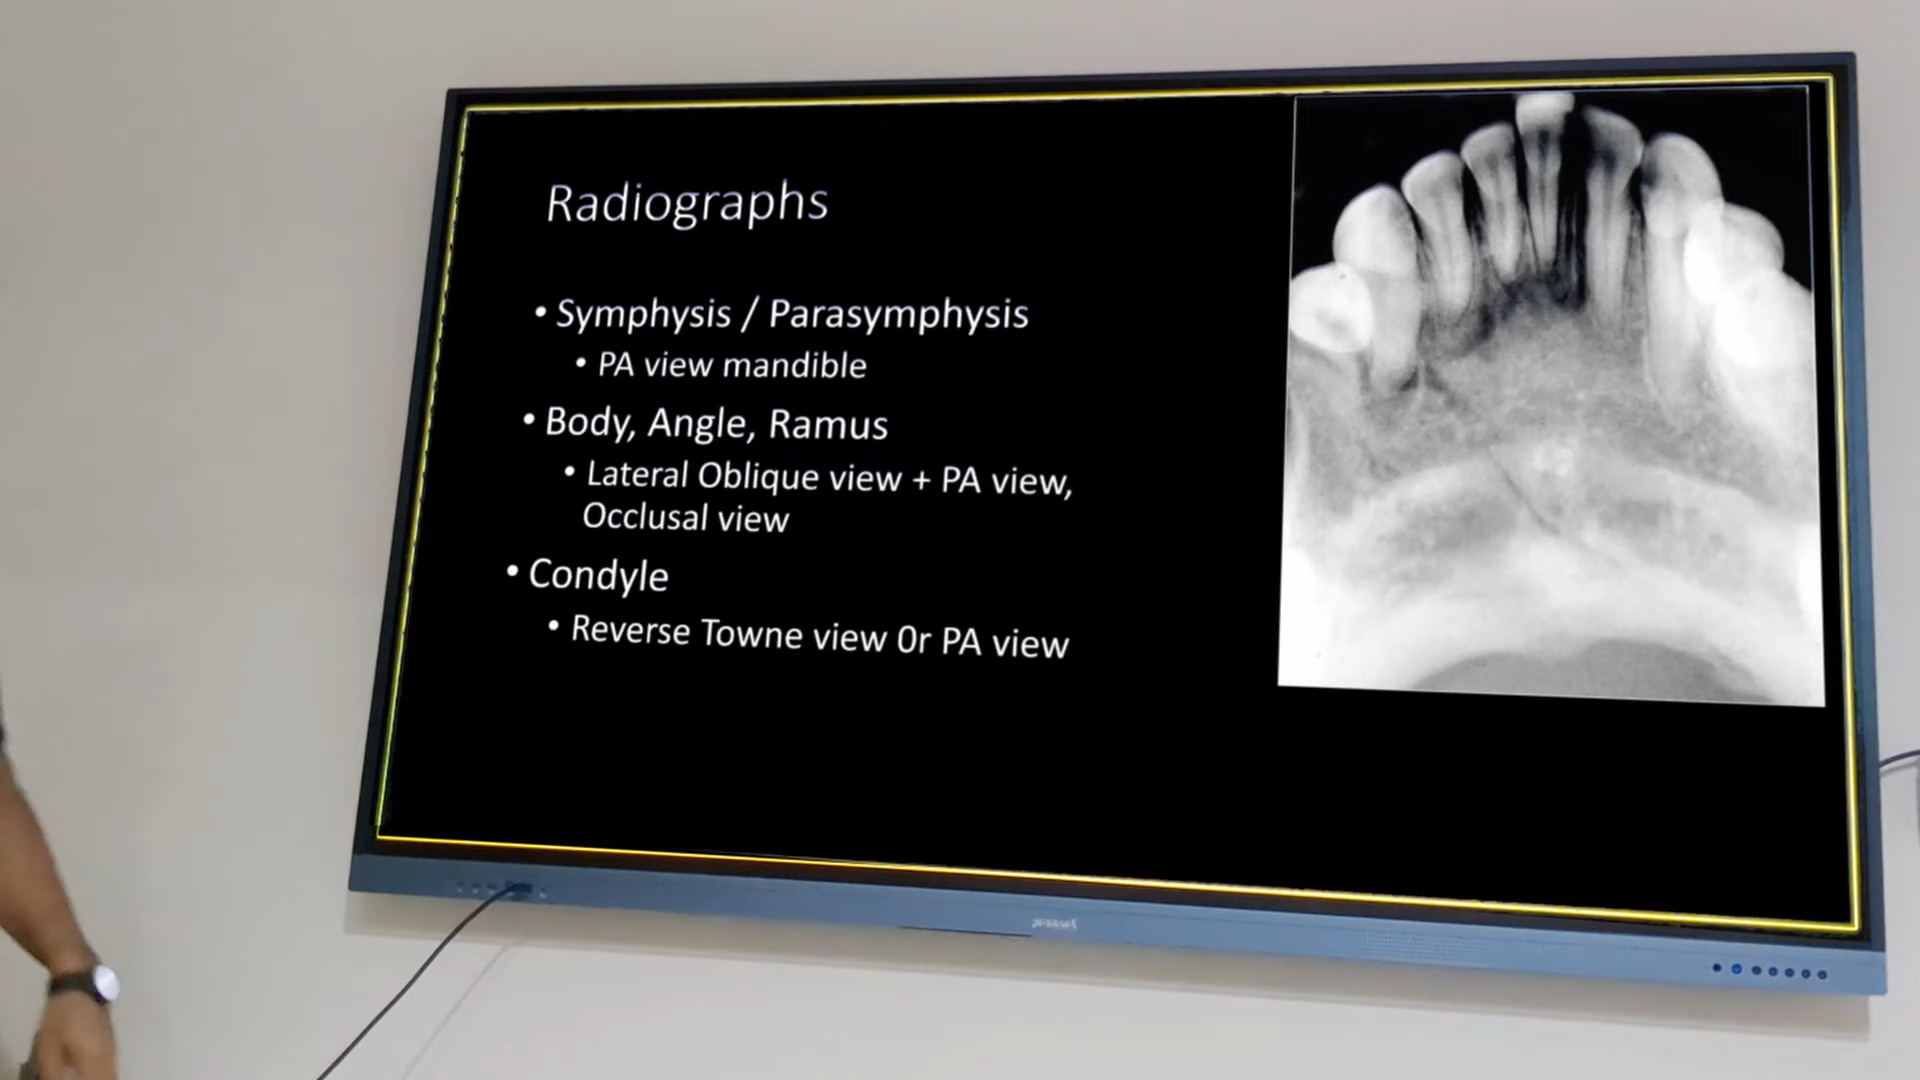 Radiographs
• Symphysis / Parasymphysis
• PA view mandible
• Body, Angle, Ramus
• Lateral Oblique view + PA view,
Occlusal view
• Condyle
• Reverse Towne view 0r PA view